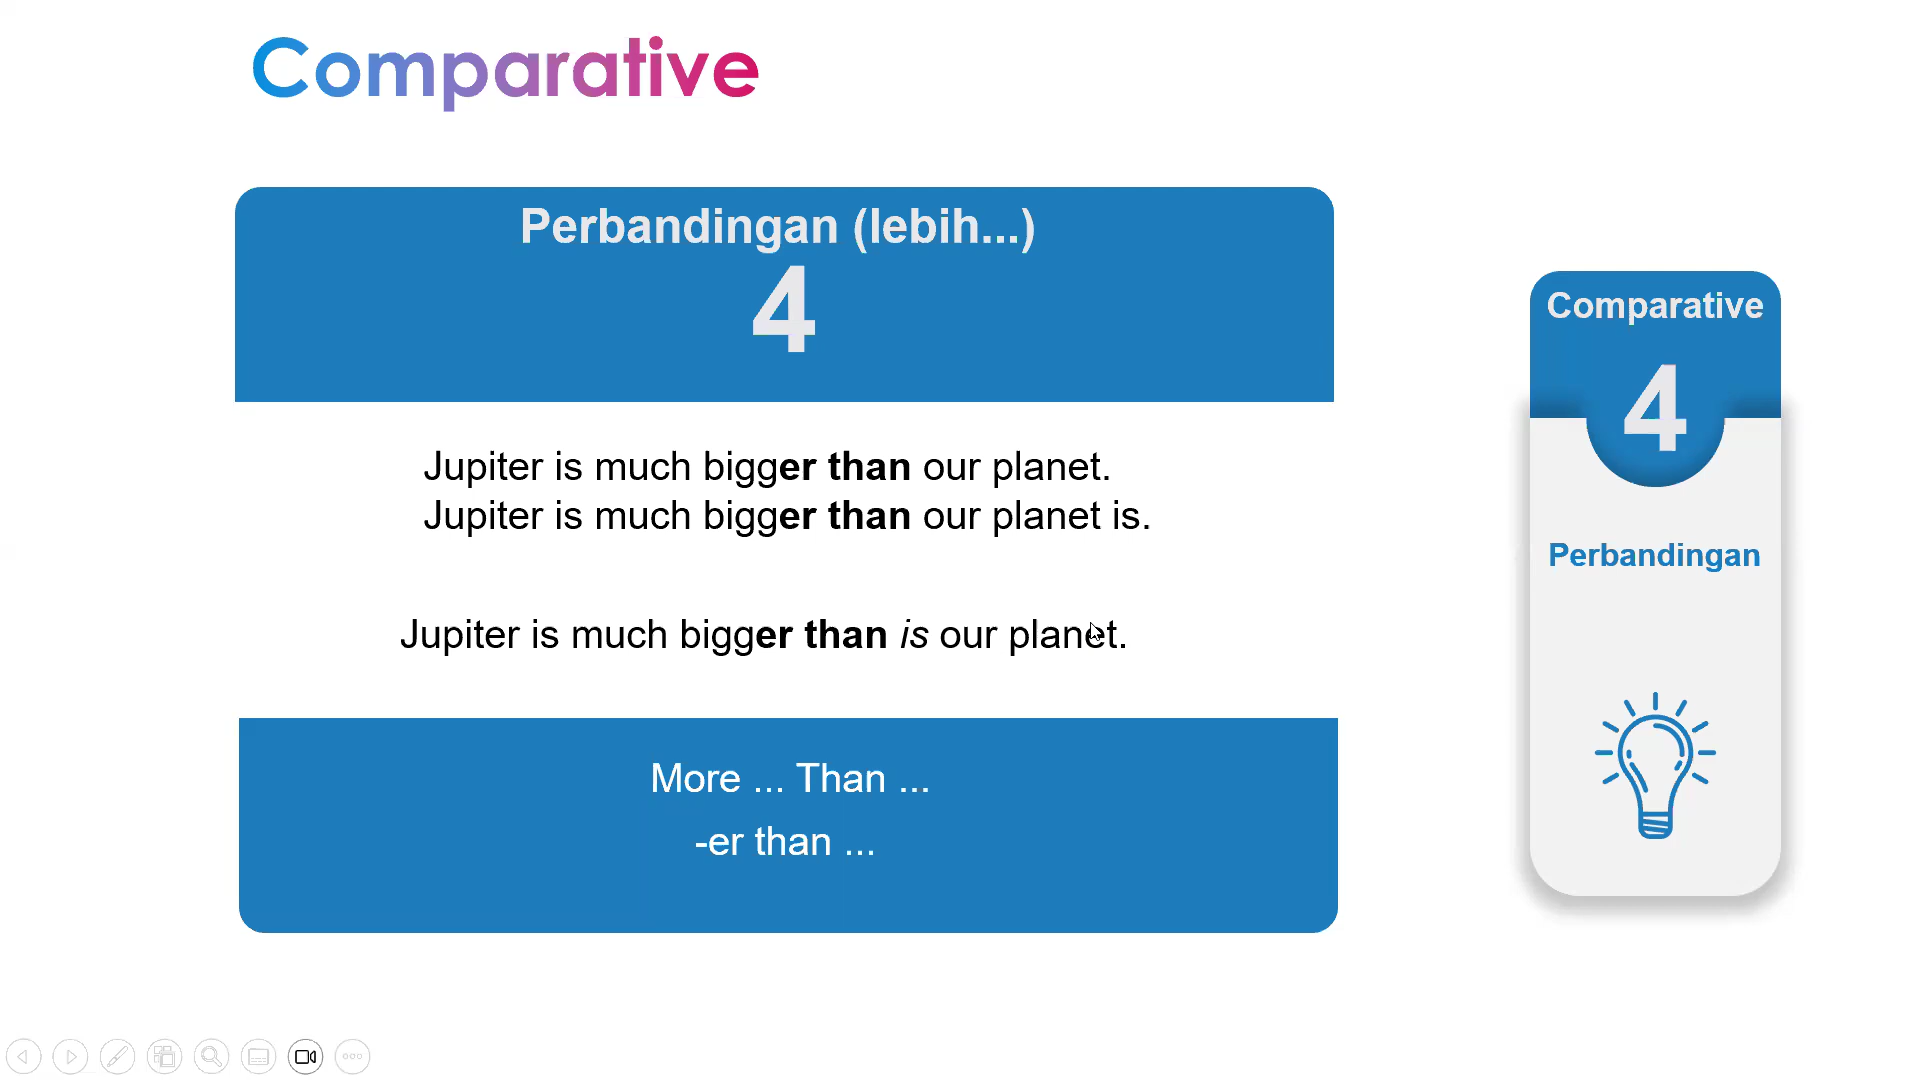 Comparative
Perbandingan (lebih...)
4
Jupiter is much bigger than our planet.
Jupiter is much bigger than our planet is.
Jupiter is much bigger than is our planet.
More ... Than ...
-er than ...
Comparative
4
Perbandingan